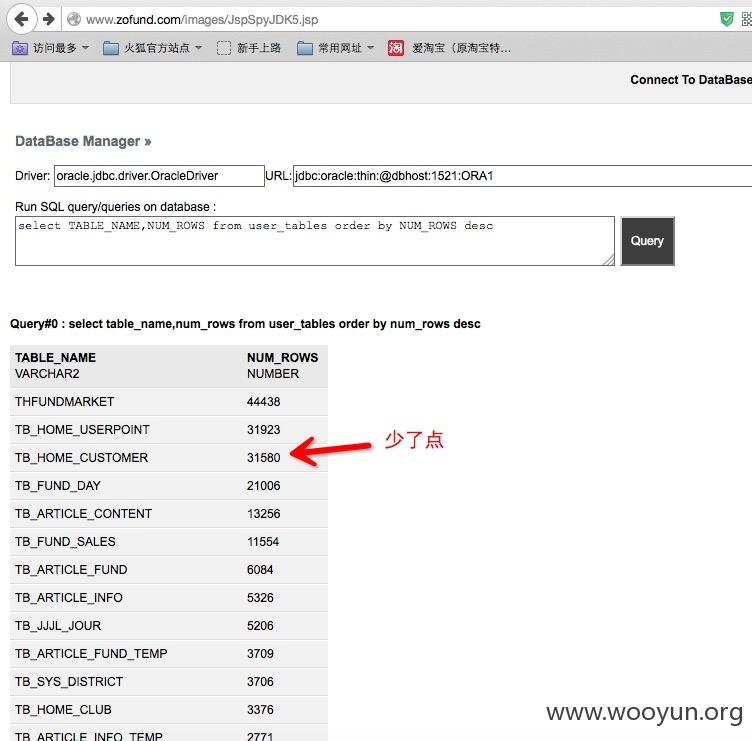 www.zofund.com/images/JspSpyJDK5.jsp
访问最多 火狐官方站点 新手上路 常用网址 淘 爱淘宝（原淘宝特...
Connect To DataBase
DataBase Manager »
Driver: oracle.jdbc.driver.OracleDriver URL: jdbc:oracle:thin:@dbhost:1521:ORA1
Run SQL query/queries on database :
select TABLE_NAME,NUM_ROWS from user_tables order by NUM_ROWS desc
Query
Query#0 : select table_name,num_rows from user_tables order by num_rows desc
TABLE_NAME NUM_ROWS
VARCHAR2 NUMBER
THFUNDMARKET 44438
TB_HOME_USERPOINT 31923
TB_HOME_CUSTOMER 31580 少了点
TB_FUND_DAY 21006
TB_ARTICLE_CONTENT 13256
TB_FUND_SALES 11554
TB_ARTICLE_FUND 6084
TB_ARTICLE_INFO 5326
TB_JJJL_JOUR 5206
TB_ARTICLE_FUND_TEMP 3709
TB_SYS_DISTRICT 3706
TB_HOME_CLUB 3376
TB_ARTICLE_INFO_TEMP 2771
www.wooyun.org